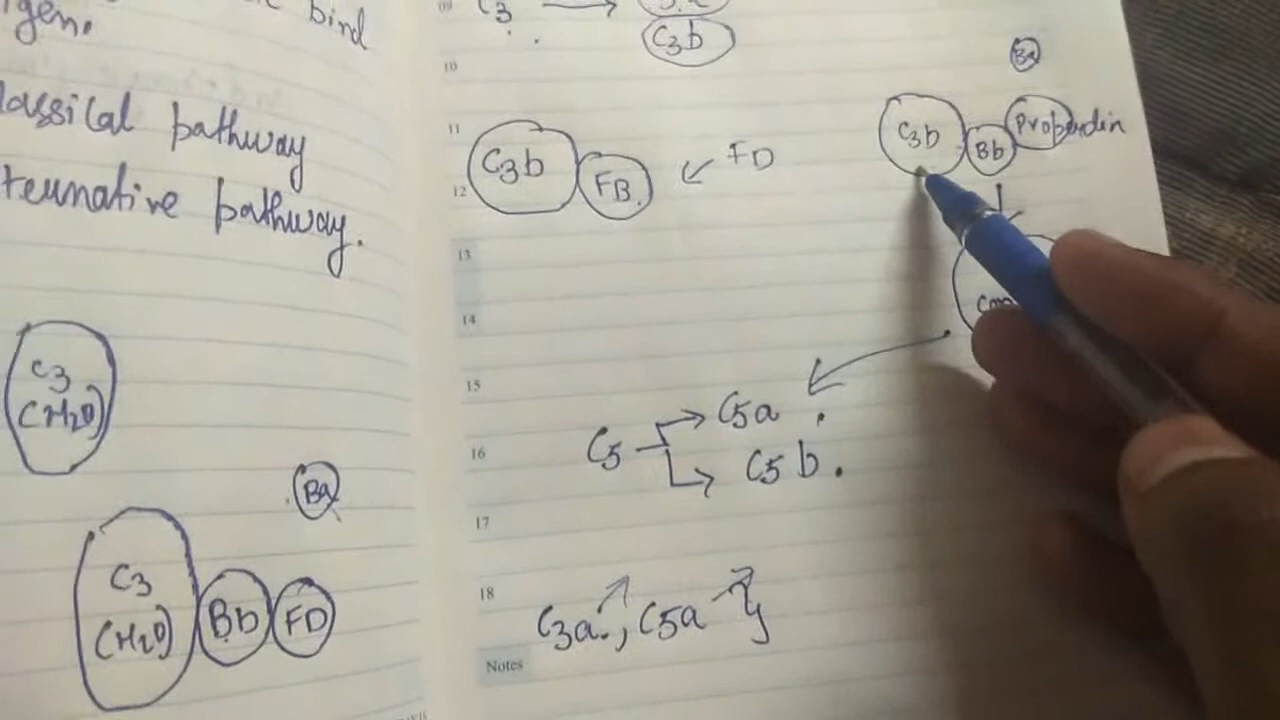 bind
gen.
lassical pathway
ternative pathway.
C3
(H2O)
Ba
C3
(H2O)
Bb
FD
09
C3
C3b
10
11
C3b
FB
FD
12
Ba
C3b
Bb
Properdin
13
14
15
C5
C5a
16
C5b.
17
18
C3a., C5a }
Notes